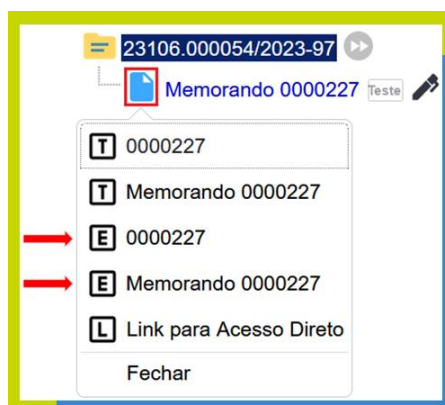 23106.000054/2023-97
Memorando 0000227 Teste
T 0000227
T Memorando 0000227
E 0000227
E Memorando 0000227
L Link para Acesso Direto
Fechar